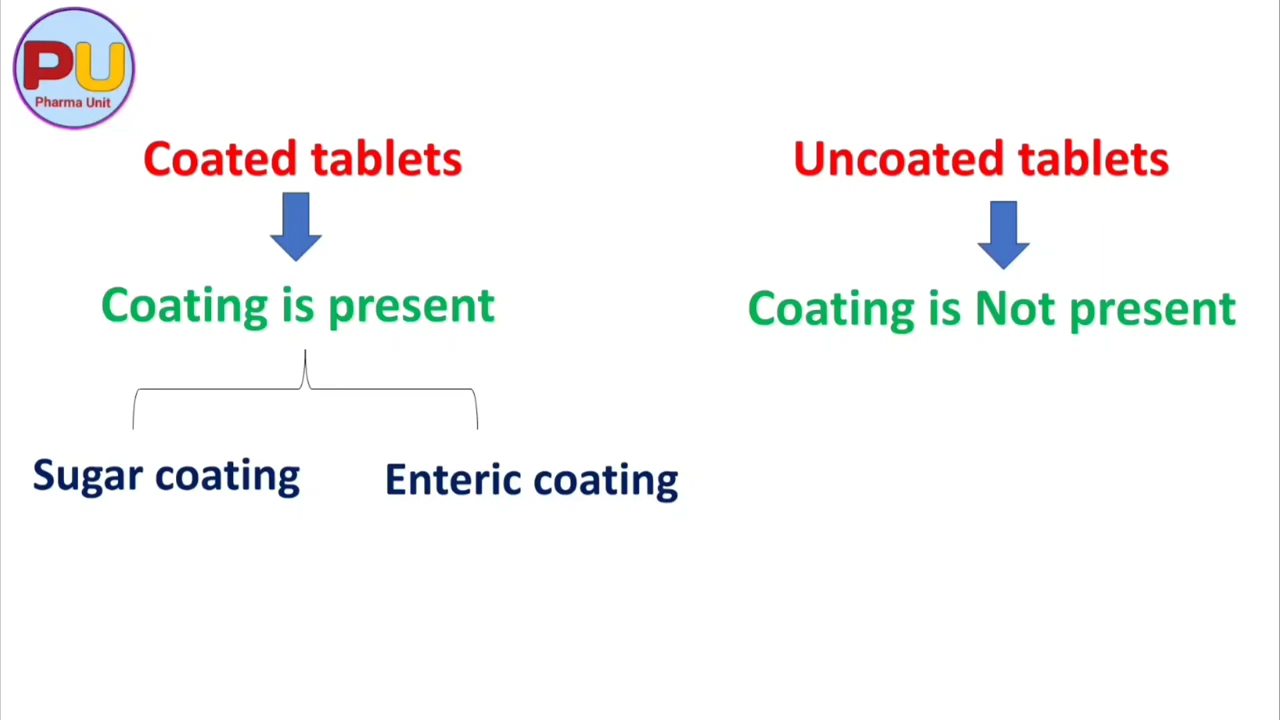 PU
Pharma Unit
Coated tablets
Uncoated tablets
Coating is present
Coating is Not present
Sugar coating
Enteric coating